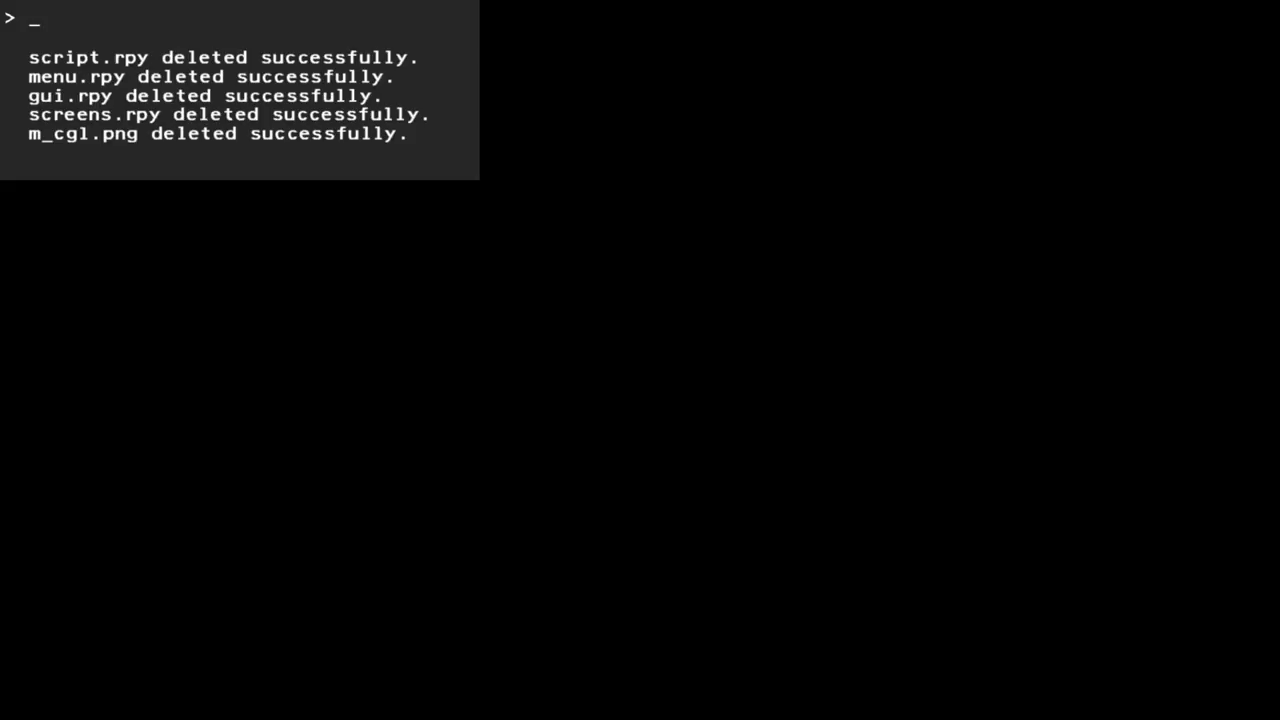 > _
script.rpy deleted successfully.
menu.rpy deleted successfully.
gui.rpy deleted successfully.
screens.rpy deleted successfully.
m_cgl.png deleted successfully.